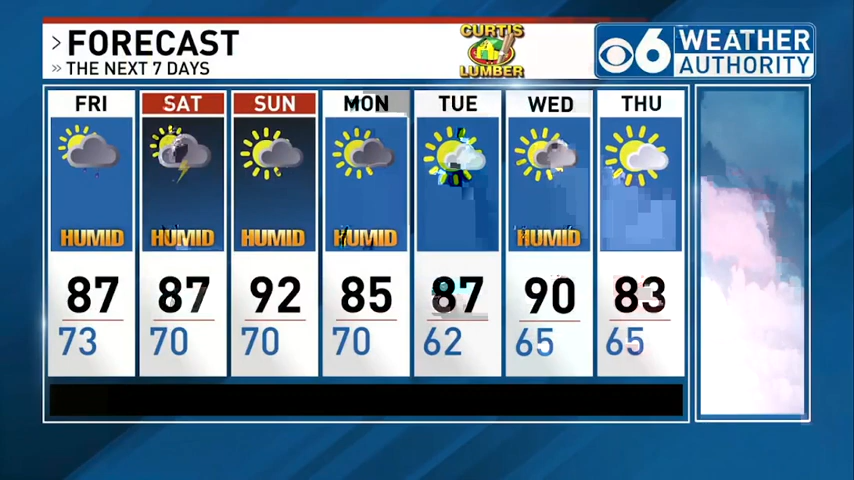 > FORECAST
» THE NEXT 7 DAYS
CURTIS
LUMBER
6 WEATHER
AUTHORITY
FRI SAT SUN MON TUE WED THU
HUMID HUMID HUMID HUMID HUMID
87 87 92 85 87 90 83
73 70 70 70 62 65 65